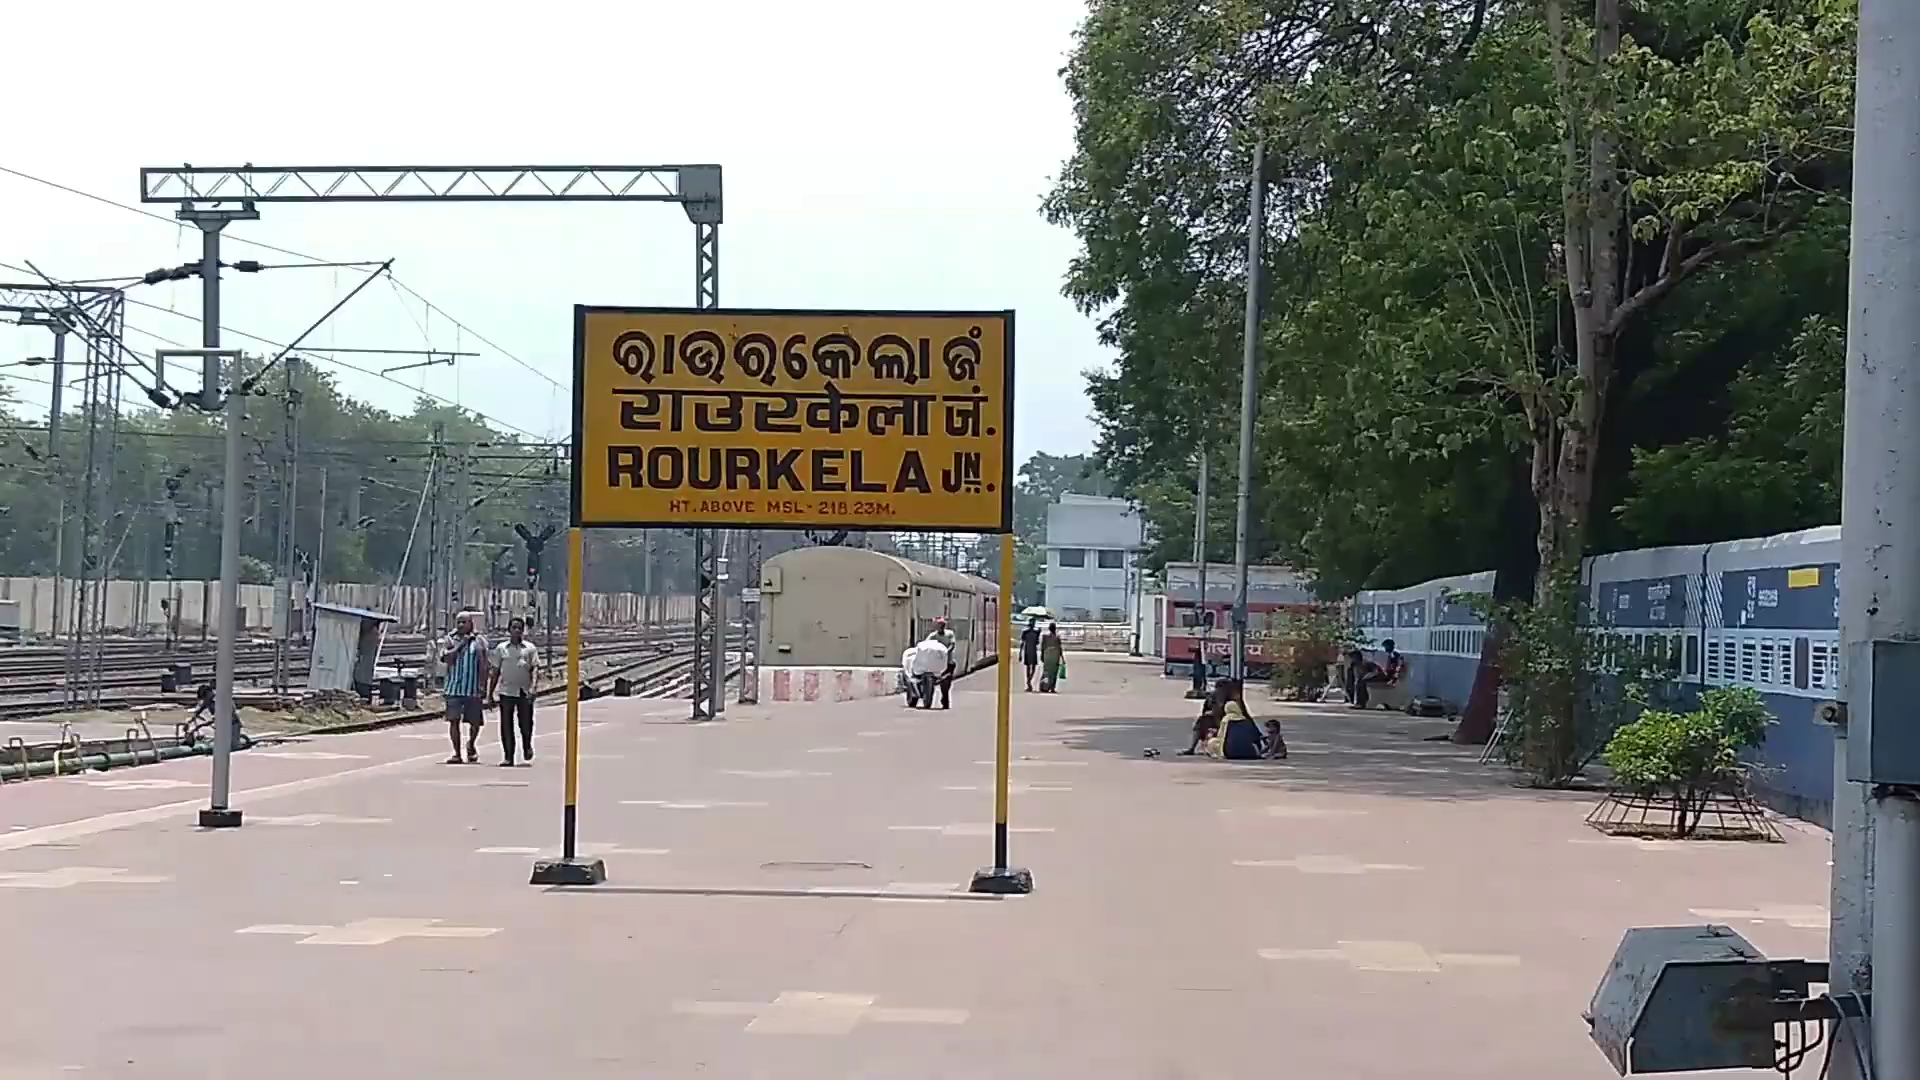 ରାଉରକେଲା ଜଂ
राउरकेला जं.
ROURKELA JN.
HT. ABOVE MSL- 218.23M.